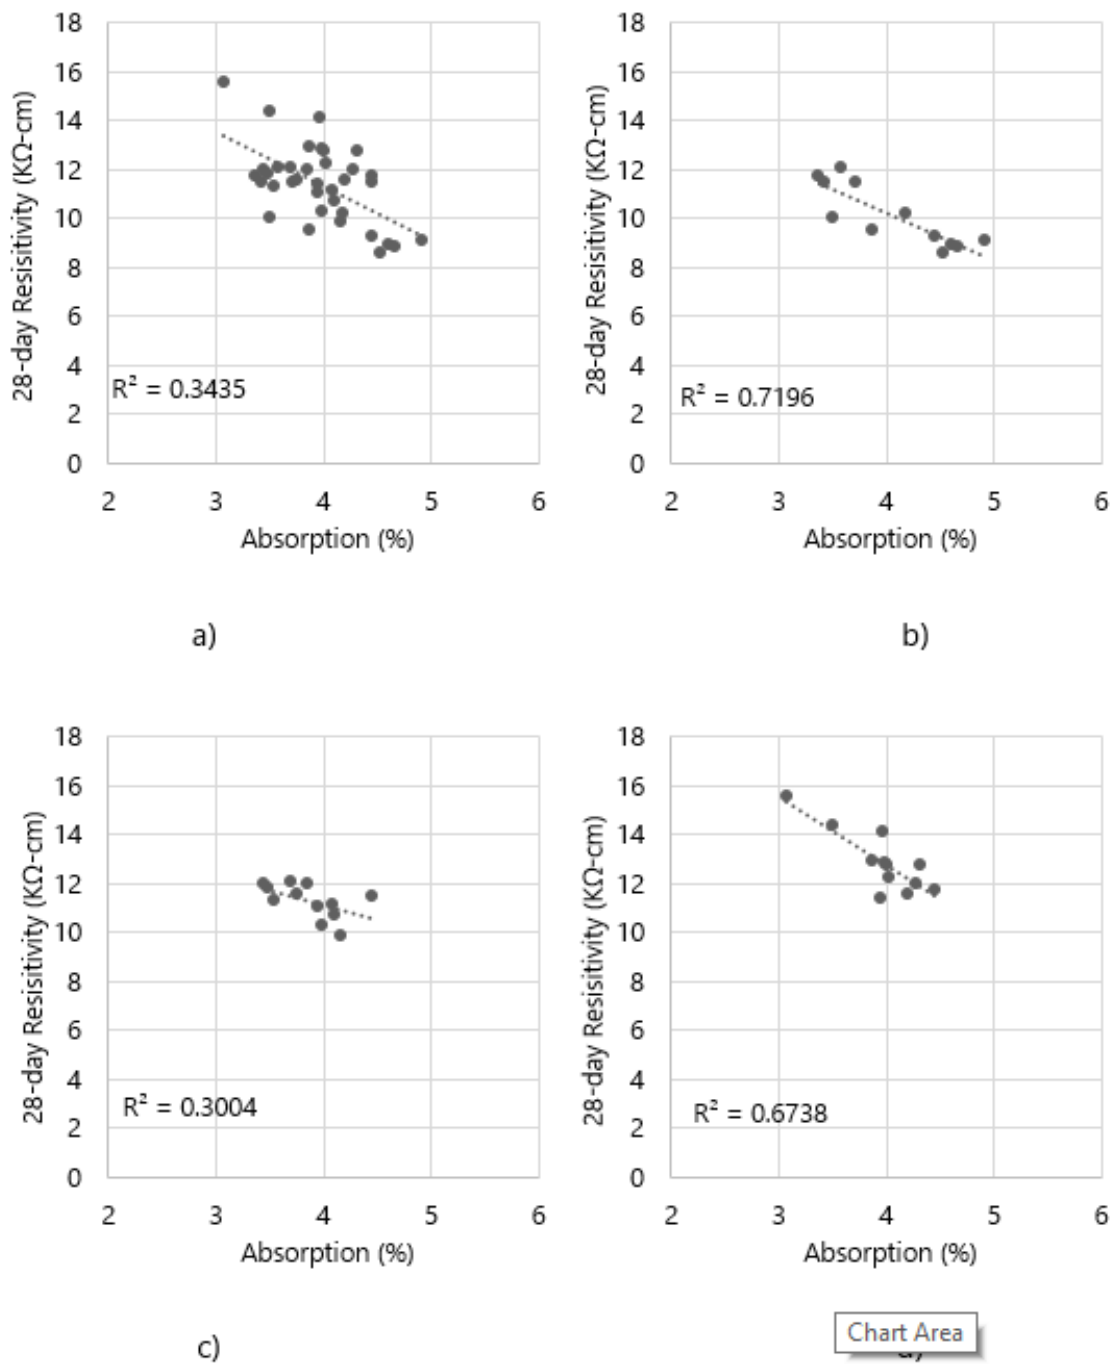 18
16
14
12
10
8
6
4
2
0
28-day Resisitivity (KΩ-cm)
R² = 0.3435
2 3 4 5 6
Absorption (%)
a)
18
16
14
12
10
8
6
4
2
0
28-day Resisitivity (KΩ-cm)
R² = 0.7196
2 3 4 5 6
Absorption (%)
b)
18
16
14
12
10
8
6
4
2
0
28-day Resisitivity (KΩ-cm)
R² = 0.3004
2 3 4 5 6
Absorption (%)
c)
18
16
14
12
10
8
6
4
2
0
28-day Resisitivity (KΩ-cm)
R² = 0.6738
2 3 4 5 6
Absorption (%)
Chart Area